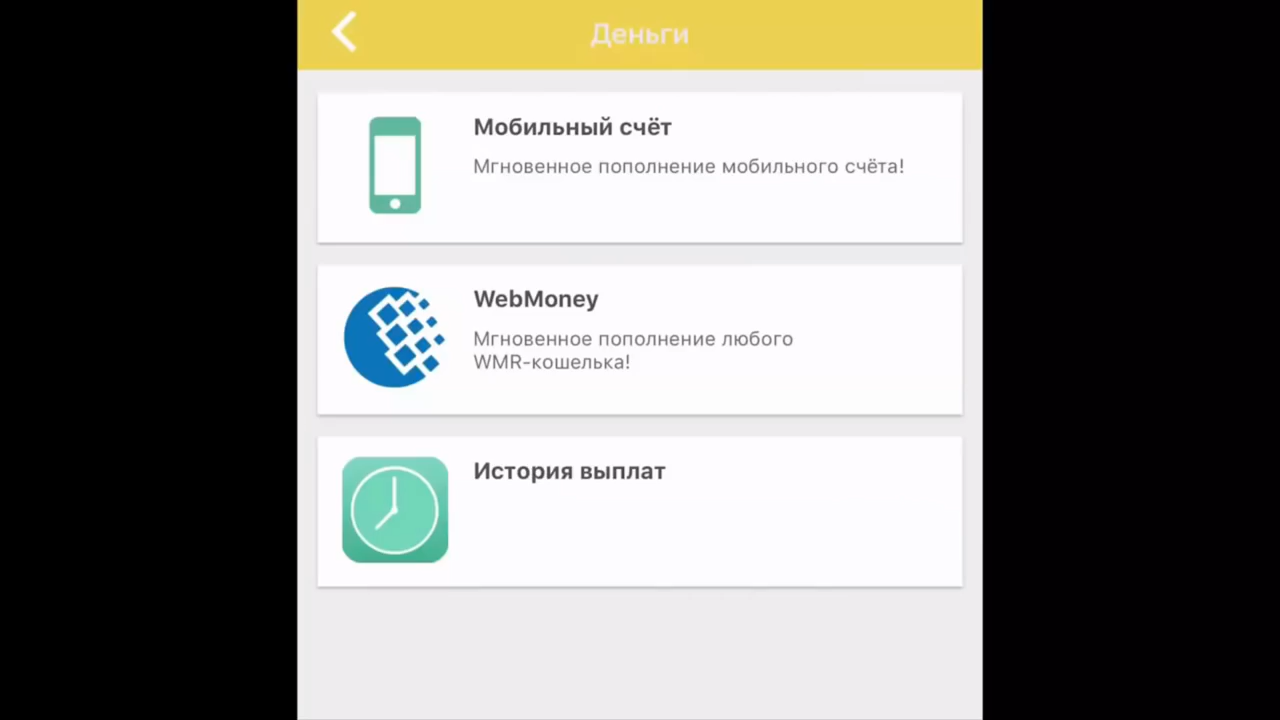 Деньги
Мобильный счёт
Мгновенное пополнение мобильного счёта!
WebMoney
Мгновенное пополнение любого
WMR-кошелька!
История выплат